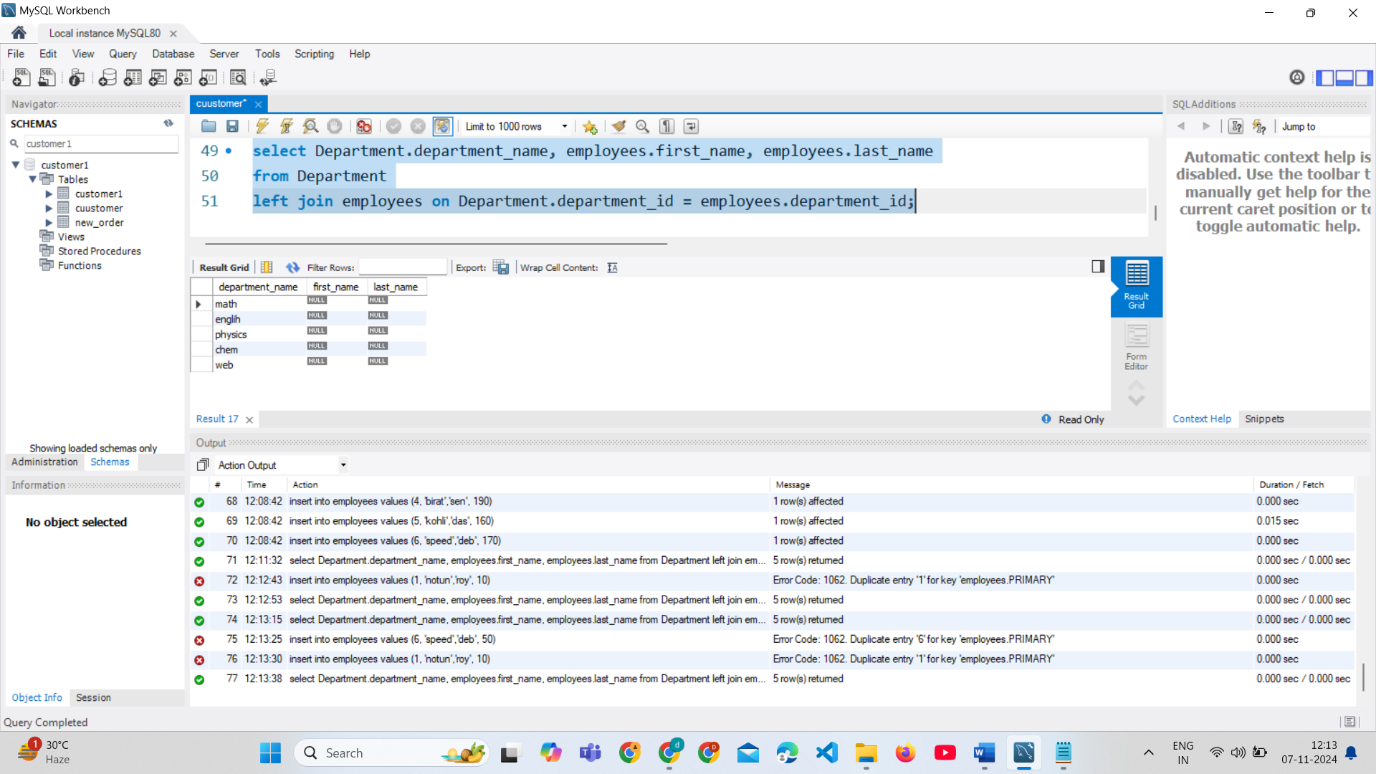 MySQL Workbench
Local instance MySQL80
File Edit View Query Database Server Tools Scripting Help
Navigator
SCHEMAS
customer1
customer1
Tables
customer1
cuustomer
new_order
Views
Stored Procedures
Functions
Showing loaded schemas only
Administration Schemas
Information
No object selected
Object Info Session
Query Completed
cuustomer*
Limit to 1000 rows
49 select Department.department_name, employees.first_name, employees.last_name
50 from Department
51 left join employees on Department.department_id = employees.department_id;
Result Grid Filter Rows: Export: Wrap Cell Content:
department_name first_name last_name
math NULL NULL
englih NULL NULL
physics NULL NULL
chem NULL NULL
web NULL NULL
Result Grid
Form Editor
Result 17
Read Only
SQLAdditions
Jump to
Automatic context help is
disabled. Use the toolbar t
manually get help for the
current caret position or to
toggle automatic help.
Context Help Snippets
Output
Action Output
# Time Action Message Duration / Fetch
68 12:08:42 insert into employees values (4, 'birat','sen', 190) 1 row(s) affected 0.000 sec
69 12:08:42 insert into employees values (5, 'kohli','das', 160) 1 row(s) affected 0.015 sec
70 12:08:42 insert into employees values (6, 'speed','deb', 170) 1 row(s) affected 0.000 sec
71 12:11:32 select Department.department_name, employees.first_name, employees.last_name from Department left join em... 5 row(s) returned 0.000 sec / 0.000 sec
72 12:12:43 insert into employees values (1, 'notun','roy', 10) Error Code: 1062. Duplicate entry '1' for key 'employees.PRIMARY' 0.000 sec
73 12:12:53 select Department.department_name, employees.first_name, employees.last_name from Department left join em... 5 row(s) returned 0.000 sec / 0.000 sec
74 12:13:15 select Department.department_name, employees.first_name, employees.last_name from Department left join em... 5 row(s) returned 0.000 sec / 0.000 sec
75 12:13:25 insert into employees values (6, 'speed','deb', 50) Error Code: 1062. Duplicate entry '6' for key 'employees.PRIMARY' 0.000 sec
76 12:13:30 insert into employees values (1, 'notun','roy', 10) Error Code: 1062. Duplicate entry '1' for key 'employees.PRIMARY' 0.000 sec
77 12:13:38 select Department.department_name, employees.first_name, employees.last_name from Department left join em... 5 row(s) returned 0.000 sec / 0.000 sec
1
30°C
Haze
Search
ENG
IN
12:13
07-11-2024